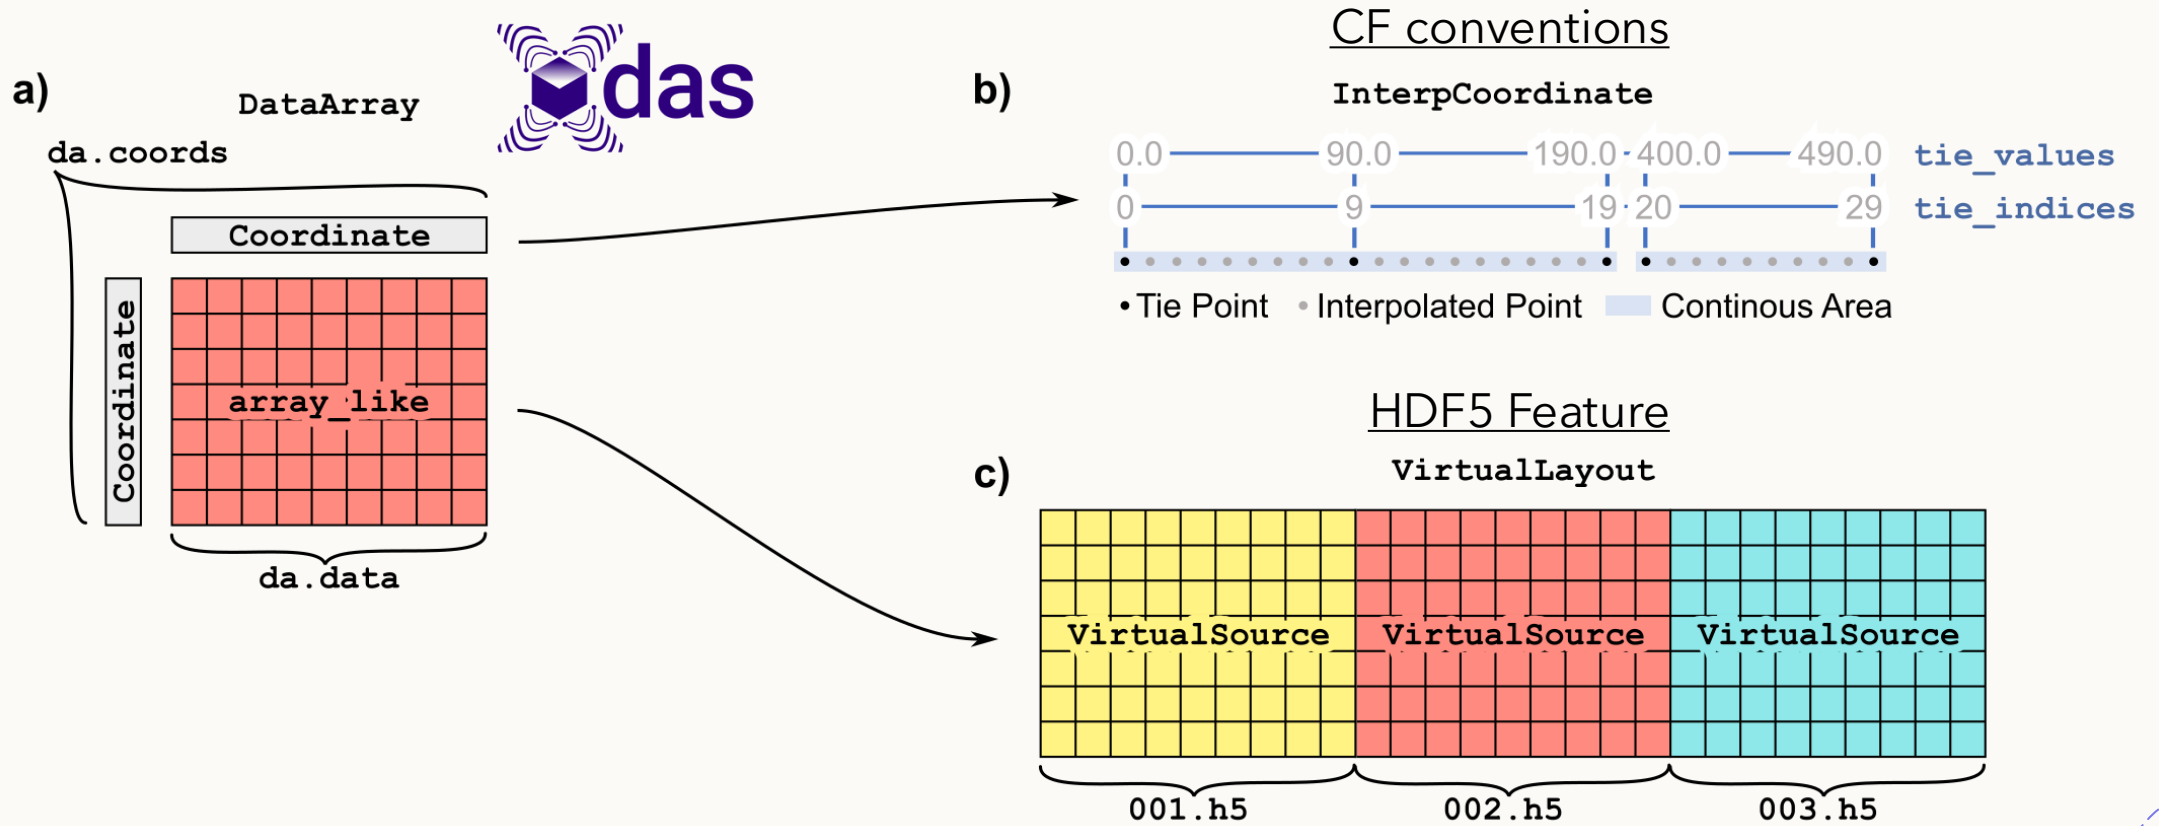 a)
DataArray
das
da.coords
Coordinate
Coordinate
array_like
da.data
CF conventions
b)
InterpCoordinate
0.0 90.0 190.0 400.0 490.0 tie_values
0 9 19 20 29 tie_indices
Tie Point Interpolated Point Continous Area
HDF5 Feature
c)
VirtualLayout
VirtualSource VirtualSource VirtualSource
001.h5 002.h5 003.h5